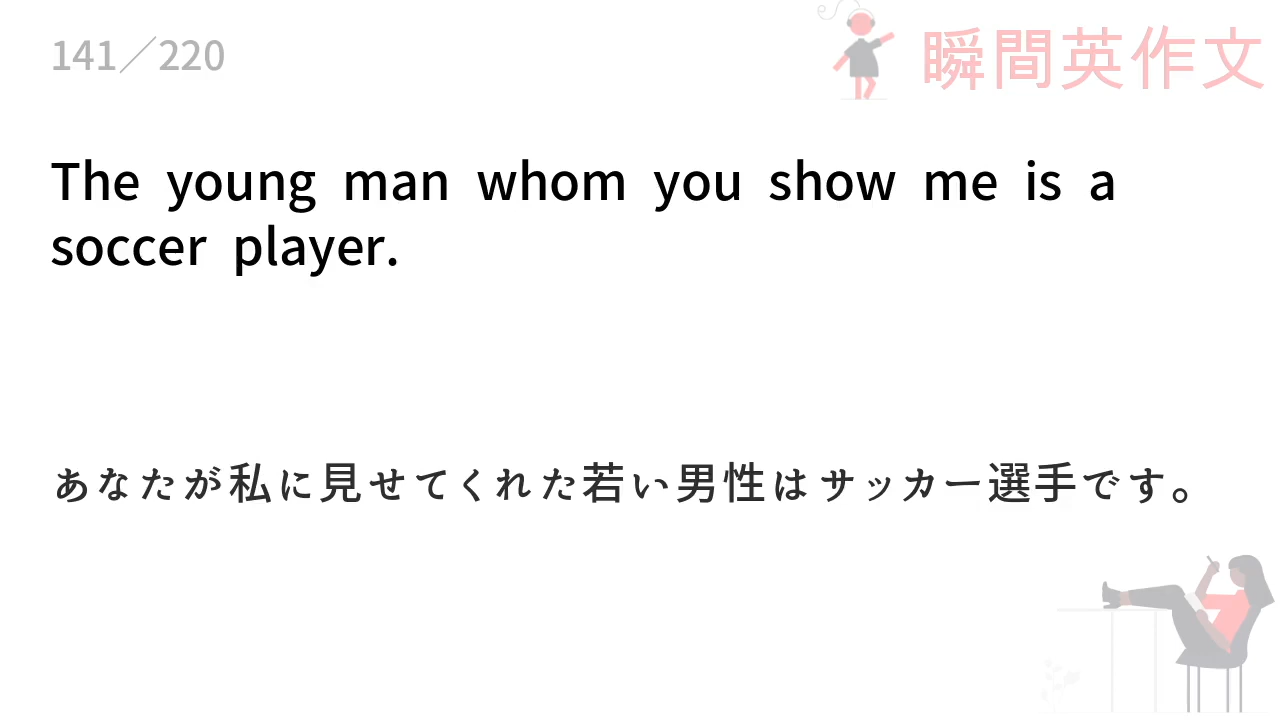 141／220
瞬間英作文
The young man whom you show me is a
soccer player.
あなたが私に見せてくれた若い男性はサッカー選手です。